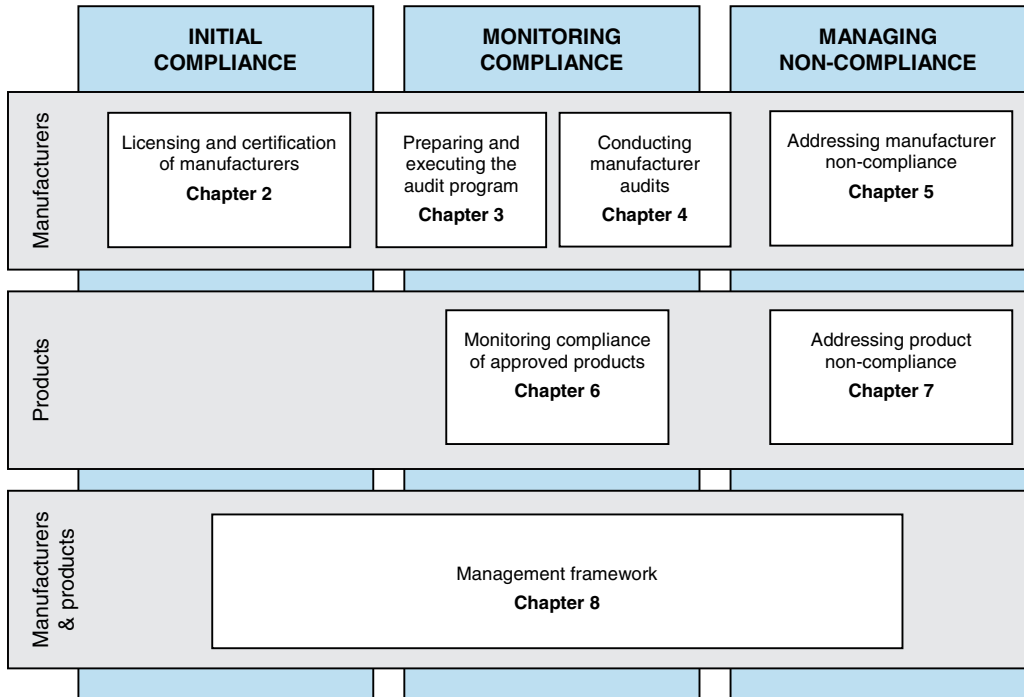 INITIAL
COMPLIANCE
MONITORING
COMPLIANCE
MANAGING
NON-COMPLIANCE
Manufacturers
Licensing and certification
of manufacturers
Chapter 2
Preparing and
executing the
audit program
Chapter 3
Conducting
manufacturer
audits
Chapter 4
Addressing manufacturer
non-compliance
Chapter 5
Products
Monitoring compliance
of approved products
Chapter 6
Addressing product
non-compliance
Chapter 7
Manufacturers
& products
Management framework
Chapter 8